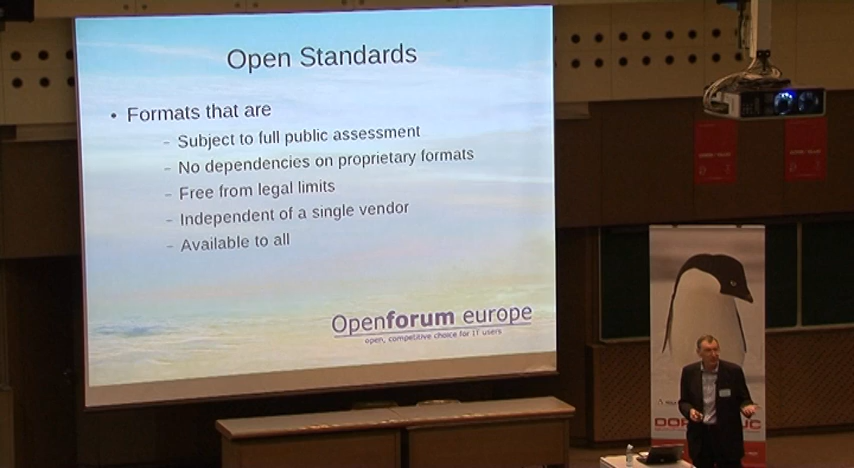 Open Standards
• Formats that are
– Subject to full public assessment
– No dependencies on proprietary formats
– Free from legal limits
– Independent of a single vendor
– Available to all
Openforum europe
open, competitive choice for IT users